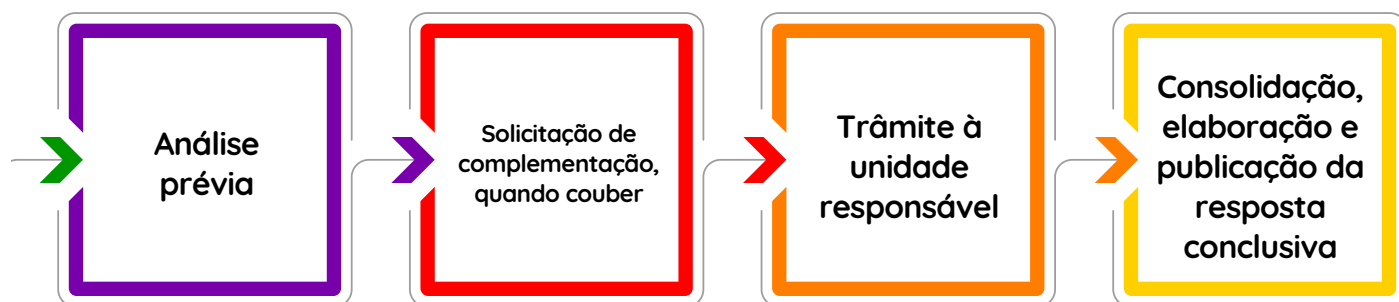 Análise
prévia
Solicitação de
complementação,
quando couber
Trâmite à
unidade
responsável
Consolidação,
elaboração e
publicação da
resposta
conclusiva